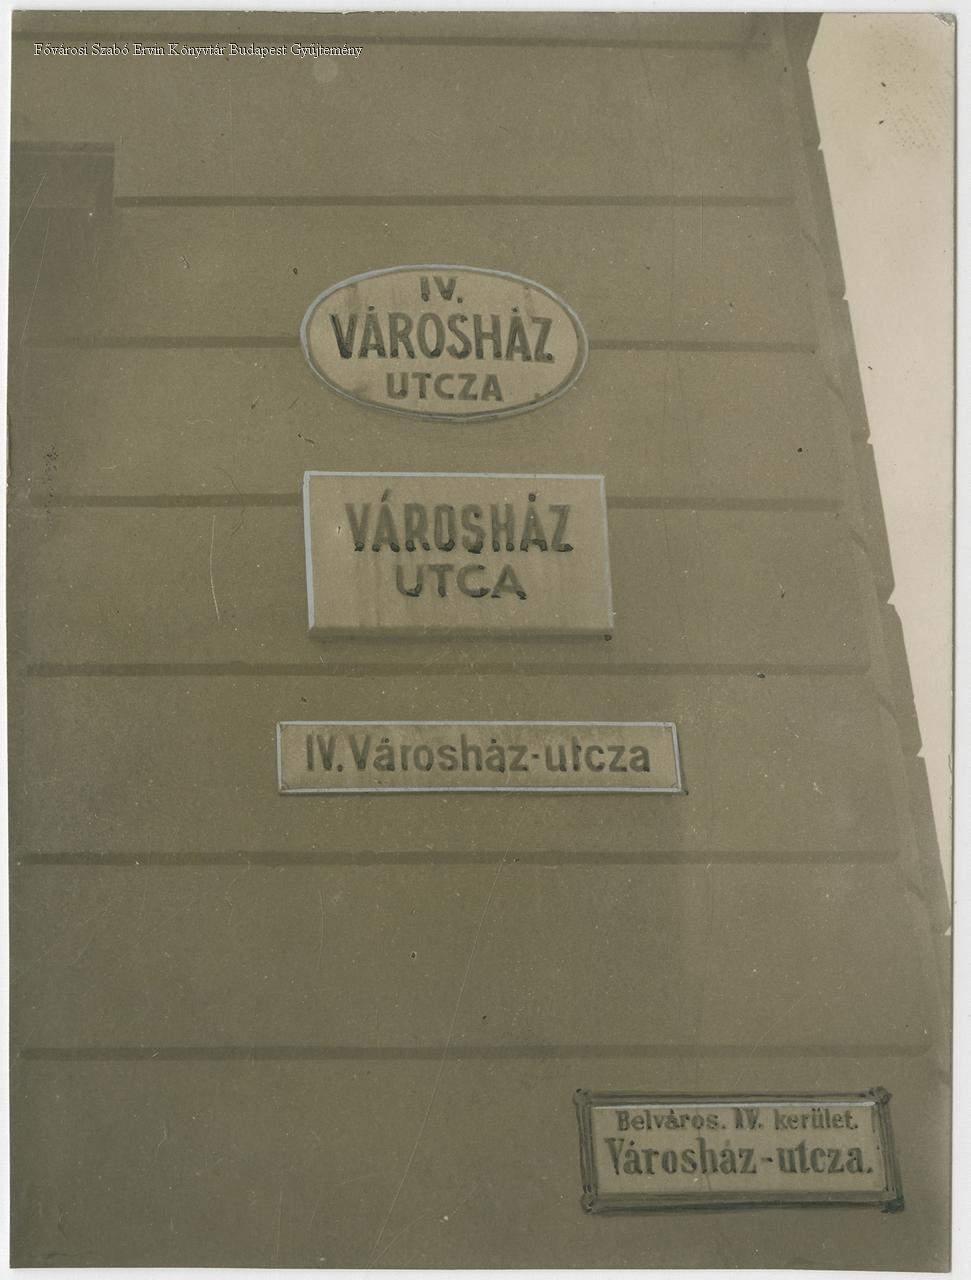 Fővárosi Szabó Ervin Könyvtár Budapest Gyűjtemény
IV.
VÁROSHÁZ
UTCZA
VÁROSHÁZ
UTCA
IV. Városház-utcza
Belváros. IV. kerület.
Városház-utcza.